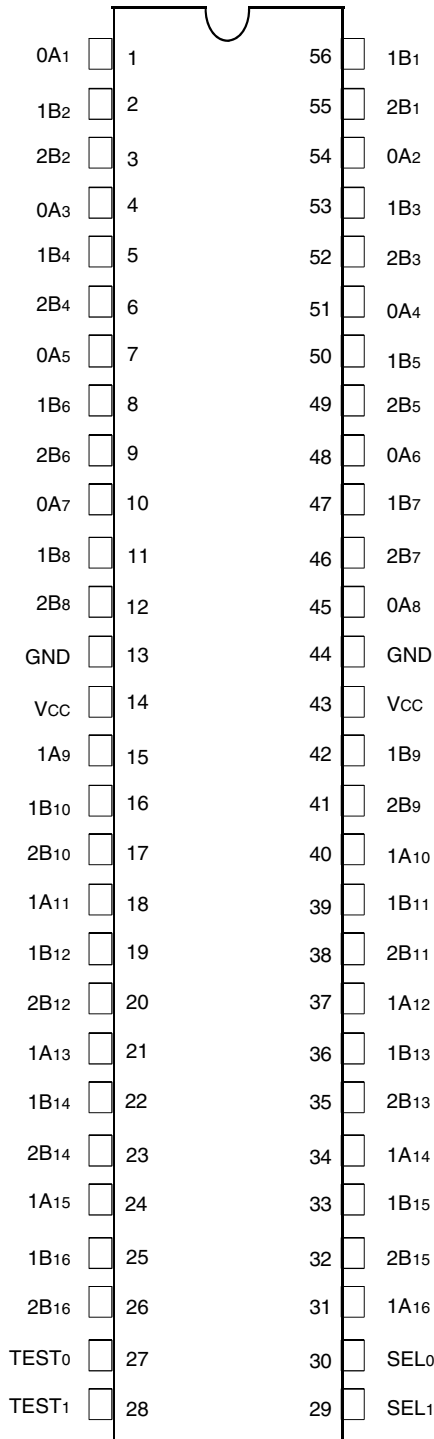 0A1 1 56 1B1
1B2 2 55 2B1
2B2 3 54 0A2
0A3 4 53 1B3
1B4 5 52 2B3
2B4 6 51 0A4
0A5 7 50 1B5
1B6 8 49 2B5
2B6 9 48 0A6
0A7 10 47 1B7
1B8 11 46 2B7
2B8 12 45 0A8
GND 13 44 GND
VCC 14 43 VCC
1A9 15 42 1B9
1B10 16 41 2B9
2B10 17 40 1A10
1A11 18 39 1B11
1B12 19 38 2B11
2B12 20 37 1A12
1A13 21 36 1B13
1B14 22 35 2B13
2B14 23 34 1A14
1A15 24 33 1B15
1B16 25 32 2B15
2B16 26 31 1A16
TEST0 27 30 SEL0
TEST1 28 29 SEL1